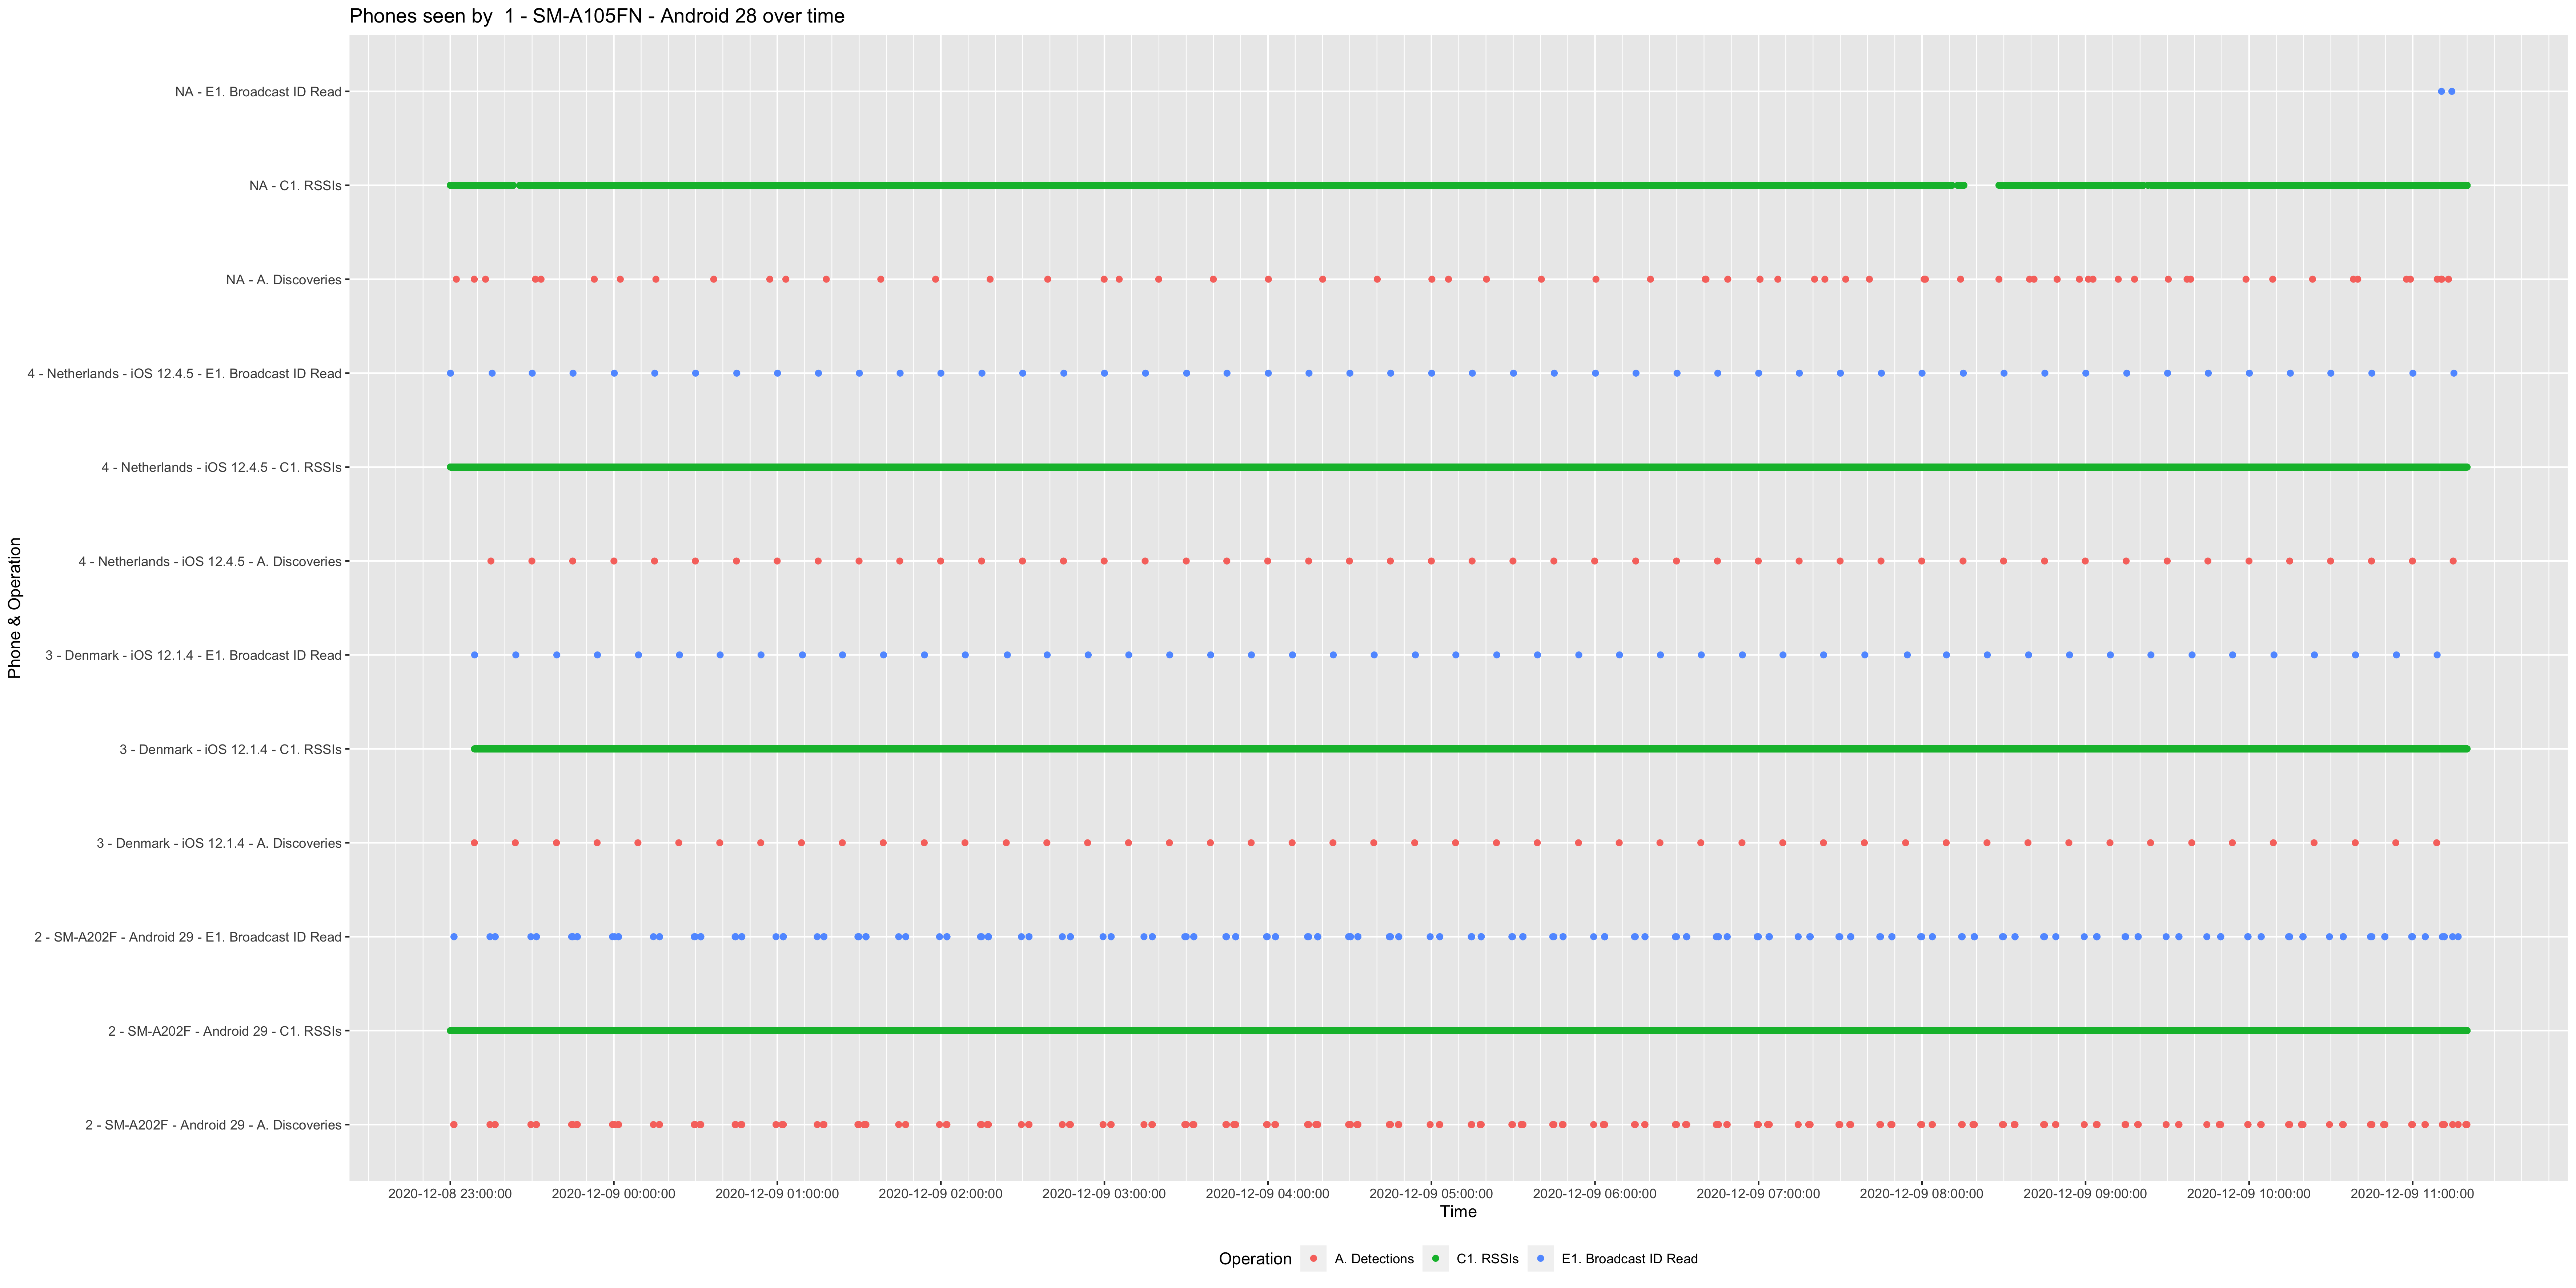 Phones seen by  1 - SM-A105FN - Android 28 over time
NA - E1. Broadcast ID Read
NA - C1. RSSIs
NA - A. Discoveries
4 - Netherlands - iOS 12.4.5 - E1. Broadcast ID Read
4 - Netherlands - iOS 12.4.5 - C1. RSSIs
4 - Netherlands - iOS 12.4.5 - A. Discoveries
3 - Denmark - iOS 12.1.4 - E1. Broadcast ID Read
3 - Denmark - iOS 12.1.4 - C1. RSSIs
3 - Denmark - iOS 12.1.4 - A. Discoveries
2 - SM-A202F - Android 29 - E1. Broadcast ID Read
2 - SM-A202F - Android 29 - C1. RSSIs
2 - SM-A202F - Android 29 - A. Discoveries
Phone & Operation
2020-12-08 23:00:00 2020-12-09 00:00:00 2020-12-09 01:00:00 2020-12-09 02:00:00 2020-12-09 03:00:00 2020-12-09 04:00:00 2020-12-09 05:00:00 2020-12-09 06:00:00 2020-12-09 07:00:00 2020-12-09 08:00:00 2020-12-09 09:00:00 2020-12-09 10:00:00 2020-12-09 11:00:00
Time
Operation A. Detections C1. RSSIs E1. Broadcast ID Read